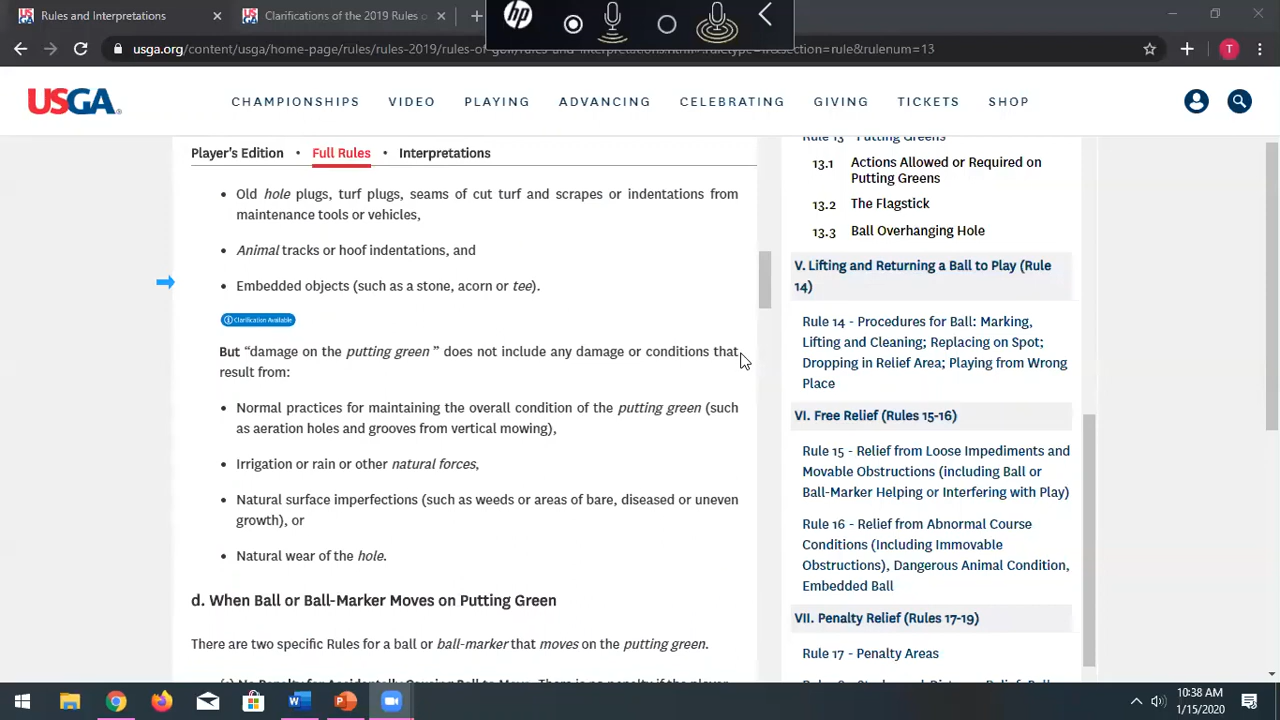 Rules and Interpretations
Clarifications of the 2019 Rules o
hp
usga.org/content/usga/home-page/rules/rules-2019/rules-of-golf/rules-and-interpretations.html
section=rule&rulenum=13
T
USGA
CHAMPIONSHIPS VIDEO PLAYING ADVANCING CELEBRATING GIVING TICKETS SHOP
Player's Edition • Full Rules • Interpretations
• Old hole plugs, turf plugs, seams of cut turf and scrapes or indentations from
maintenance tools or vehicles,
• Animal tracks or hoof indentations, and
• Embedded objects (such as a stone, acorn or tee).
Clarification Available
But “damage on the putting green ” does not include any damage or conditions that
result from:
• Normal practices for maintaining the overall condition of the putting green (such
as aeration holes and grooves from vertical mowing),
• Irrigation or rain or other natural forces,
• Natural surface imperfections (such as weeds or areas of bare, diseased or uneven
growth), or
• Natural wear of the hole.
d. When Ball or Ball-Marker Moves on Putting Green
There are two specific Rules for a ball or ball-marker that moves on the putting green.
Rule 13 - Putting Greens
13.1 Actions Allowed or Required on
Putting Greens
13.2 The Flagstick
13.3 Ball Overhanging Hole
V. Lifting and Returning a Ball to Play (Rule
14)
Rule 14 - Procedures for Ball: Marking,
Lifting and Cleaning; Replacing on Spot;
Dropping in Relief Area; Playing from Wrong
Place
VI. Free Relief (Rules 15-16)
Rule 15 - Relief from Loose Impediments and
Movable Obstructions (including Ball or
Ball-Marker Helping or Interfering with Play)
Rule 16 - Relief from Abnormal Course
Conditions (Including Immovable
Obstructions), Dangerous Animal Condition,
Embedded Ball
VII. Penalty Relief (Rules 17-19)
Rule 17 - Penalty Areas
10:38 AM
1/15/2020